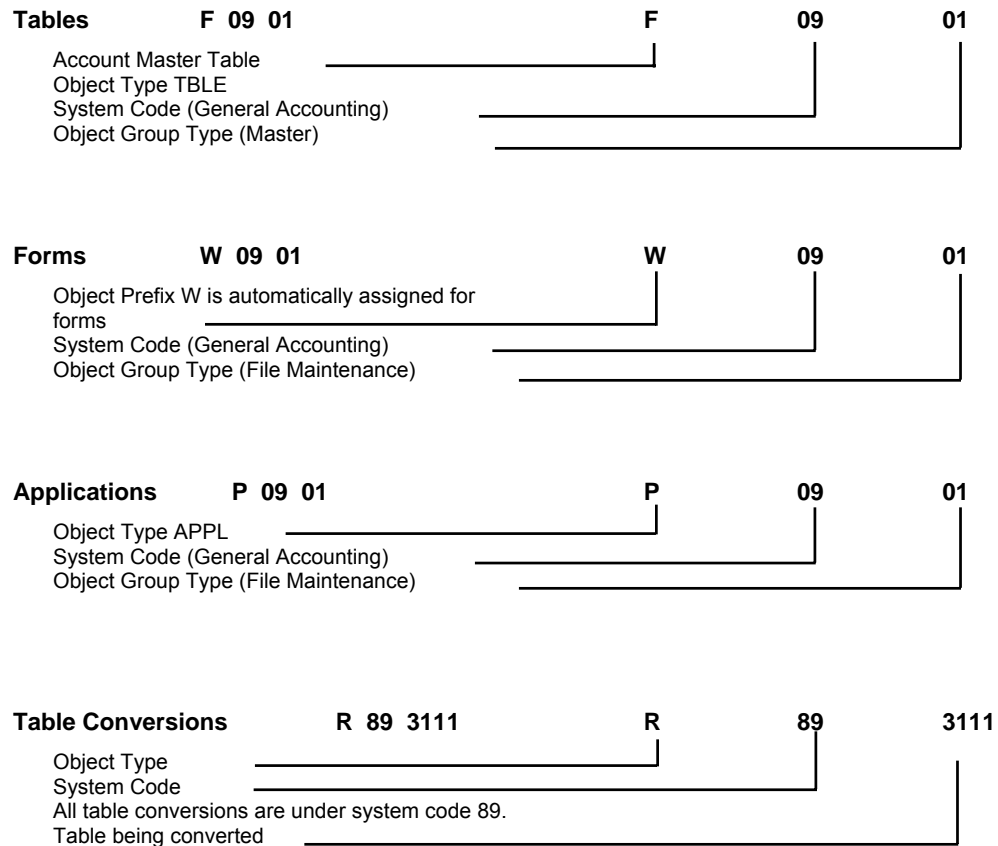 Tables F 09 01 F 09 01
Account Master Table
Object Type TBLE
System Code (General Accounting)
Object Group Type (Master)
Forms W 09 01 W 09 01
Object Prefix W is automatically assigned for
forms
System Code (General Accounting)
Object Group Type (File Maintenance)
Applications P 09 01 P 09 01
Object Type APPL
System Code (General Accounting)
Object Group Type (File Maintenance)
Table Conversions R 89 3111 R 89 3111
Object Type
System Code
All table conversions are under system code 89.
Table being converted